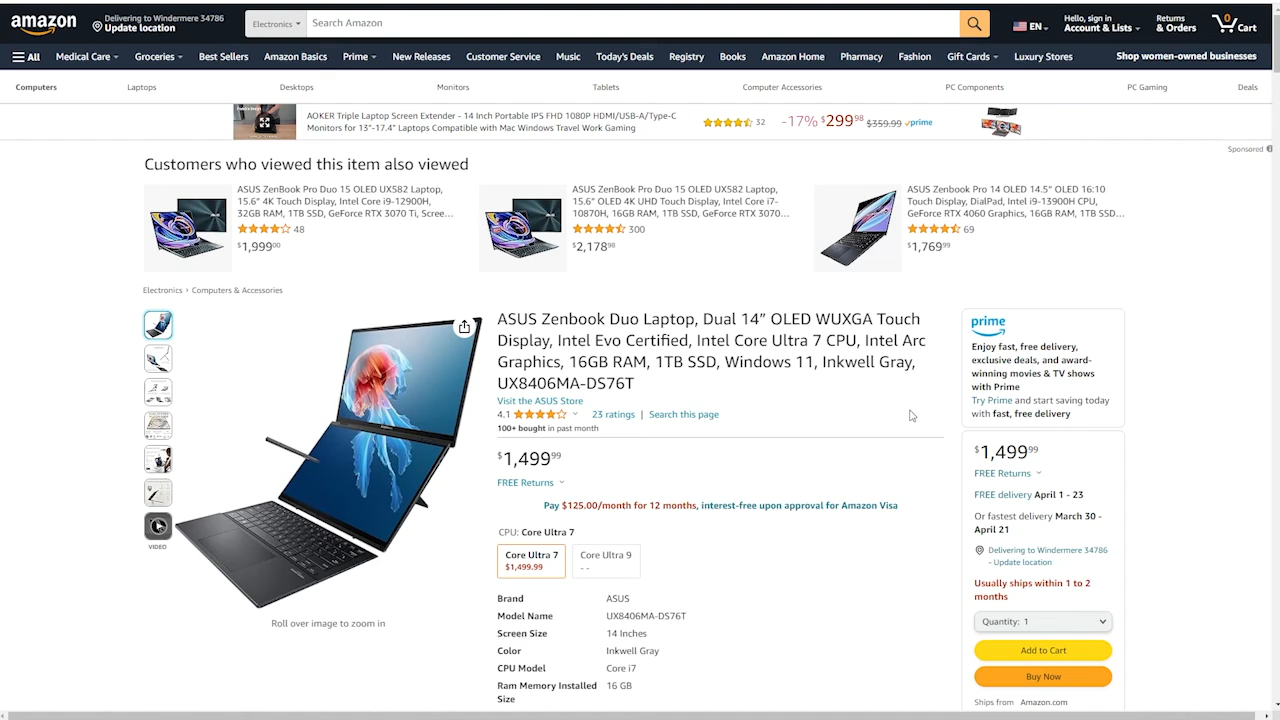 amazon
Delivering to Windermere 34786
Update location
Electronics
Search Amazon
EN
Hello, sign in
Account & Lists
Returns
& Orders
0
Cart
All
Medical Care
Groceries
Best Sellers
Amazon Basics
Prime
New Releases
Customer Service
Music
Today's Deals
Registry
Books
Amazon Home
Pharmacy
Fashion
Gift Cards
Luxury Stores
Shop women-owned businesses
Computers
Laptops
Desktops
Monitors
Tablets
Computer Accessories
PC Components
PC Gaming
Deals
AOKER Triple Laptop Screen Extender - 14 Inch Portable IPS FHD 1080P HDMI/USB-A/Type-C
Monitors for 13"-17.4" Laptops Compatible with Mac Windows Travel Work Gaming
32
-17% $299.98 $359.99 prime
Sponsored
Customers who viewed this item also viewed
ASUS ZenBook Pro Duo 15 OLED UX582 Laptop,
15.6" 4K Touch Display, Intel Core i9-12900H,
32GB RAM, 1TB SSD, GeForce RTX 3070 Ti, Scree...
48
$1,999.00
ASUS ZenBook Pro Duo 15 OLED UX582 Laptop,
15.6" OLED 4K UHD Touch Display, Intel Core i7-
10870H, 16GB RAM, 1TB SSD, GeForce RTX 3070...
300
$2,178.98
ASUS Zenbook Pro 14 OLED 14.5" OLED 16:10
Touch Display, DialPad, Intel i9-13900H CPU,
GeForce RTX 4060 Graphics, 16GB RAM, 1TB SSD...
69
$1,769.99
Electronics › Computers & Accessories
VIDEO
Roll over image to zoom in
ASUS Zenbook Duo Laptop, Dual 14” OLED WUXGA Touch
Display, Intel Evo Certified, Intel Core Ultra 7 CPU, Intel Arc
Graphics, 16GB RAM, 1TB SSD, Windows 11, Inkwell Gray,
UX8406MA-DS76T
Visit the ASUS Store
4.1
23 ratings | Search this page
100+ bought in past month
$1,499.99
FREE Returns
Pay $125.00/month for 12 months, interest-free upon approval for Amazon Visa
CPU: Core Ultra 7
Core Ultra 7
$1,499.99
Core Ultra 9
- -
Brand ASUS
Model Name UX8406MA-DS76T
Screen Size 14 Inches
Color Inkwell Gray
CPU Model Core i7
Ram Memory Installed 16 GB
Size
prime
Enjoy fast, free delivery,
exclusive deals, and award-
winning movies & TV shows
with Prime
Try Prime and start saving today
with fast, free delivery
$1,499.99
FREE Returns
FREE delivery April 1 - 23
Or fastest delivery March 30 -
April 21
Delivering to Windermere 34786
- Update location
Usually ships within 1 to 2
months
Quantity: 1
Add to Cart
Buy Now
Ships from Amazon.com